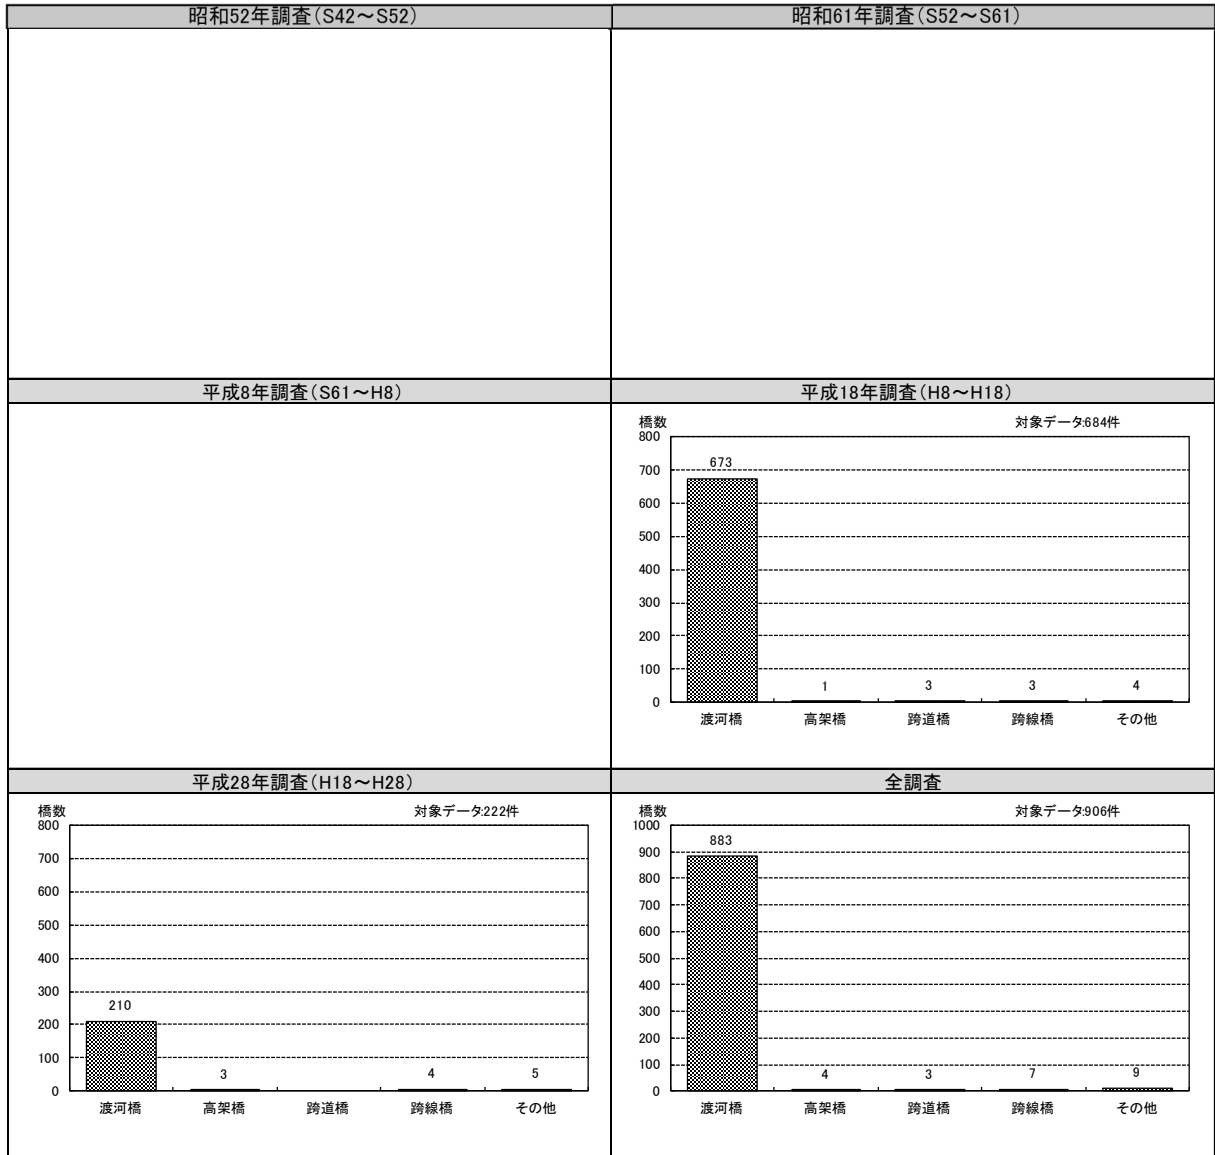 昭和52年調査(S42～S52)
昭和61年調査(S52～S61)
平成8年調査(S61～H8)
平成18年調査(H8～H18)
橋数
対象データ:684件
800
700
600
500
400
300
200
100
0
673
1
3
3
4
渡河橋 高架橋 跨道橋 跨線橋 その他
平成28年調査(H18～H28)
橋数
対象データ:222件
800
700
600
500
400
300
200
100
0
210
3
4
5
渡河橋 高架橋 跨道橋 跨線橋 その他
全調査
橋数
対象データ:906件
1000
900
800
700
600
500
400
300
200
100
0
883
4
3
7
9
渡河橋 高架橋 跨道橋 跨線橋 その他